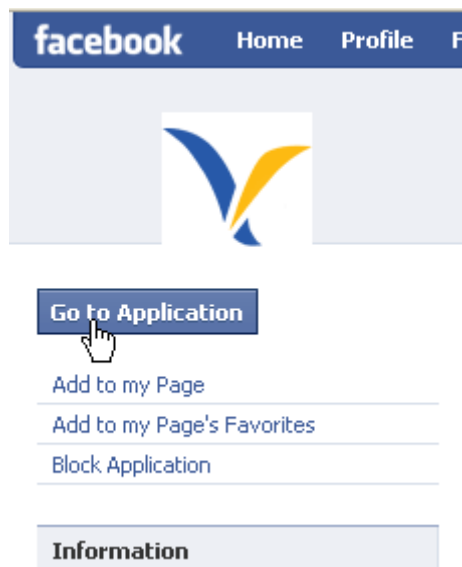 facebook Home Profile F
Go to Application
Add to my Page
Add to my Page's Favorites
Block Application
Information